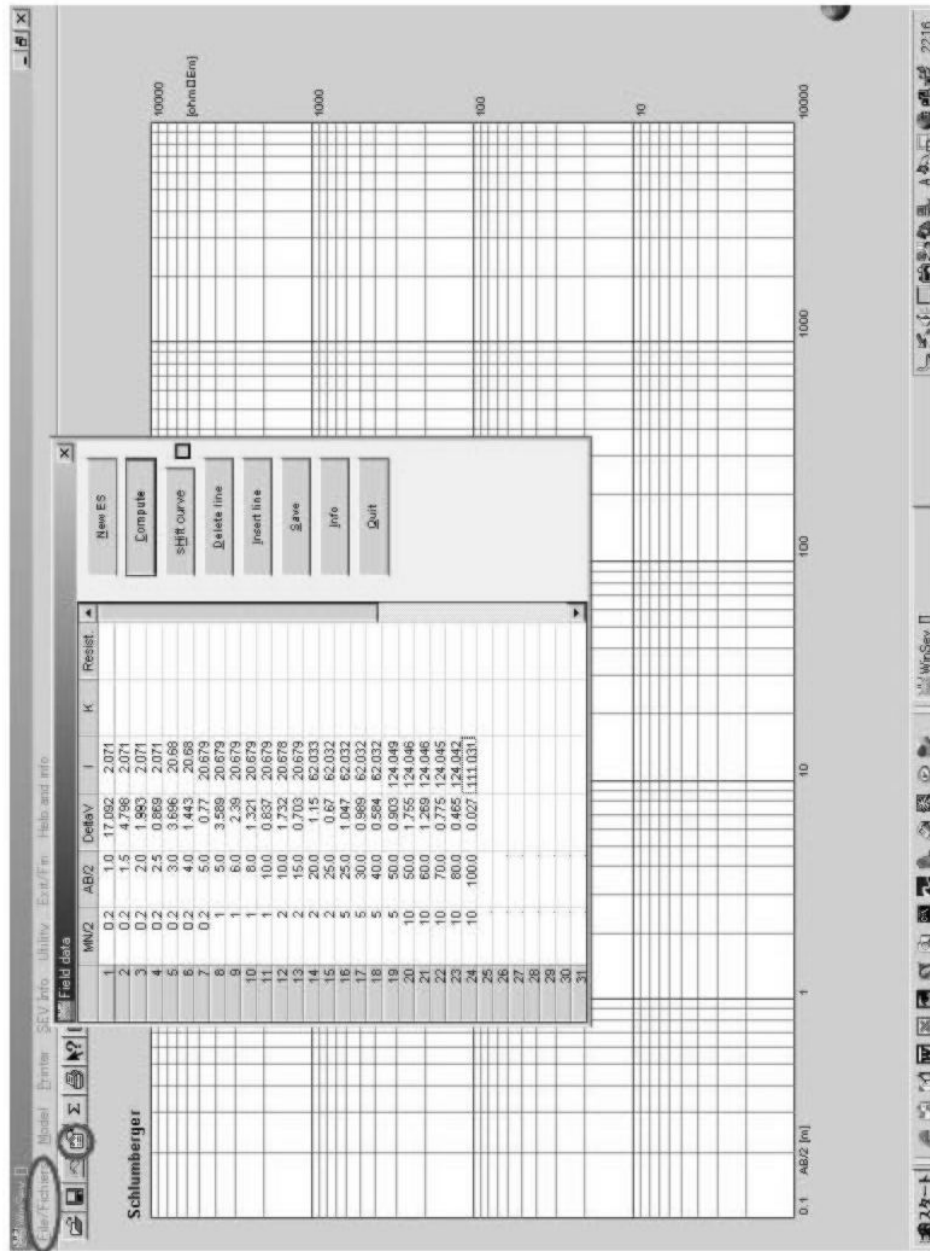 WinSev []
File/Fichier Model Printer SEV info Utility Exit/Fin Help and info
Field data
MN/2 AB/2 DeltaV I K Resist.
1 0.2 1.0 17.092 2.071
2 0.2 1.5 4.798 2.071
3 0.2 2.0 1.993 2.071
4 0.2 2.5 0.869 2.071
5 0.2 3.0 3.696 20.68
6 0.2 4.0 1.443 20.68
7 0.2 5.0 0.77 20.679
8 1 5.0 3.589 20.679
9 1 6.0 2.39 20.679
10 1 8.0 1.321 20.679
11 1 10.0 0.837 20.679
12 2 10.0 1.732 20.678
13 2 15.0 0.703 20.679
14 2 20.0 1.15 62.033
15 2 25.0 0.67 62.032
16 5 25.0 1.047 62.032
17 5 30.0 0.989 62.032
18 5 40.0 0.584 62.032
19 5 50.0 0.903 124.049
20 10 50.0 1.755 124.046
21 10 60.0 1.269 124.046
22 10 70.0 0.775 124.045
23 10 80.0 0.465 124.042
24 10 100.0 0.027 111.031
25
26
27
28
29
30
31
New ES
Compute
sHift curve
Delete line
Insert line
Save
Info
Quit
Schlumberger
10000
[ohm□Em]
1000
100
10
0.1 AB/2 [m] 1 10 100 1000 10000
スタート
WinSev []
22:16